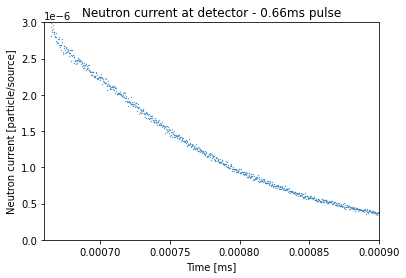 Neutron current at detector - 0.66ms pulse
1e-6
3.0
2.5
2.0
1.5
1.0
0.5
0.0
Neutron current [particle/source]
0.00070 0.00075 0.00080 0.00085 0.00090
Time [ms]